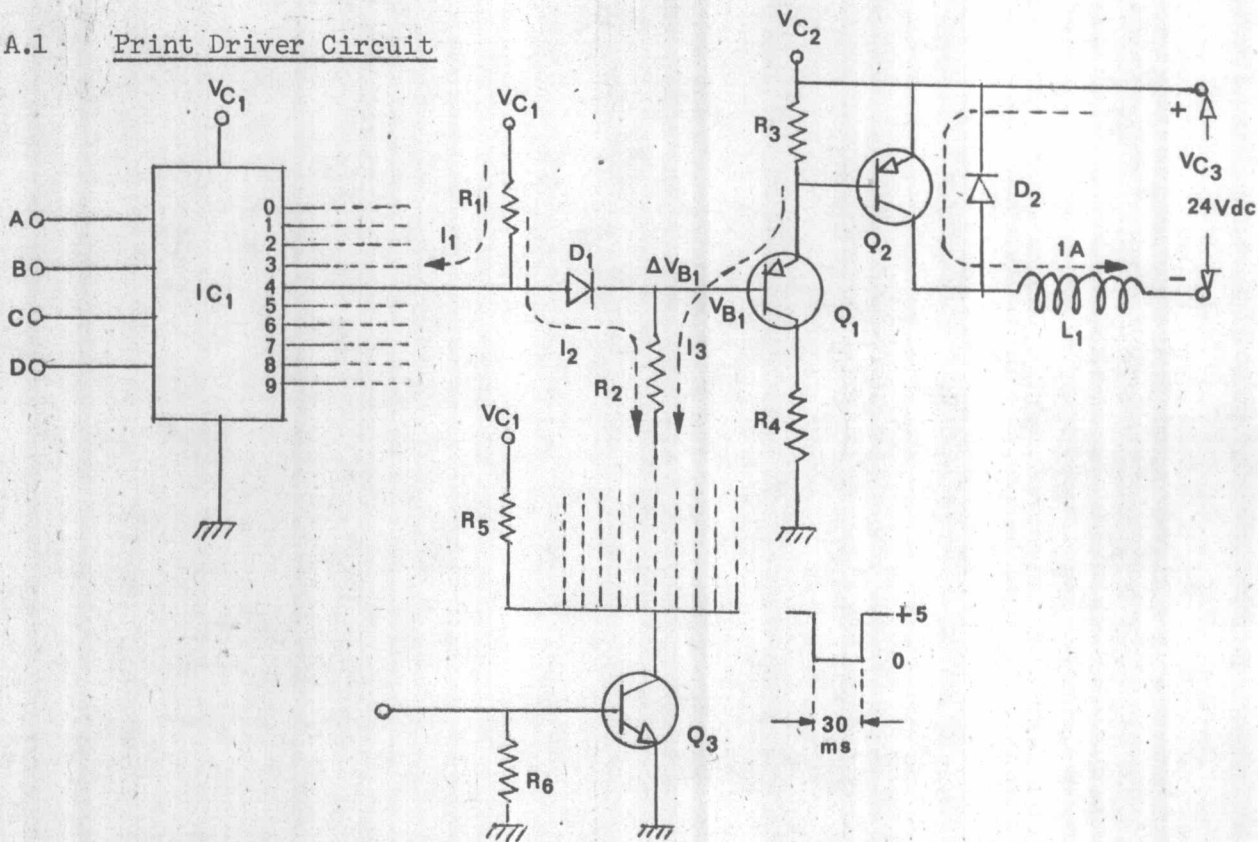 A.1 Print Driver Circuit
VC2
VC1
VC1
R3
+
A
B
C
D
IC1
0
1
2
3
4
5
6
7
8
9
I1
R1
D1
ΔVB1
VB1
Q1
Q2
D2
VC3
24Vdc
1A
-
L1
I2
R2
I3
R4
VC1
R5
+5
0
30
ms
Q3
R6